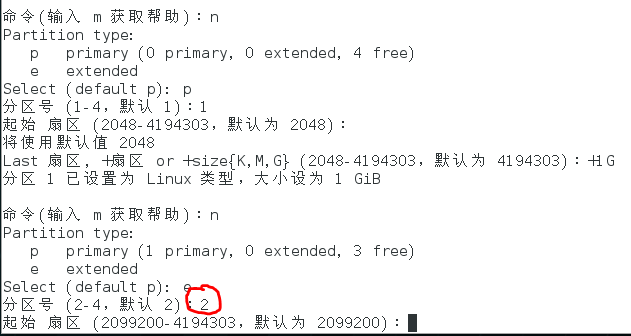 命令(输入 m 获取帮助)：n
Partition type:
   p   primary (0 primary, 0 extended, 4 free)
   e   extended
Select (default p): p
分区号 (1-4，默认 1)：1
起始 扇区 (2048-4194303，默认为 2048)：
将使用默认值 2048
Last 扇区, +扇区 or +size{K,M,G} (2048-4194303，默认为 4194303)：+1G
分区 1 已设置为 Linux 类型，大小设为 1 GiB
命令(输入 m 获取帮助)：n
Partition type:
   p   primary (1 primary, 0 extended, 3 free)
   e   extended
Select (default p): e
分区号 (2-4，默认 2)：2
起始 扇区 (2099200-4194303，默认为 2099200)：